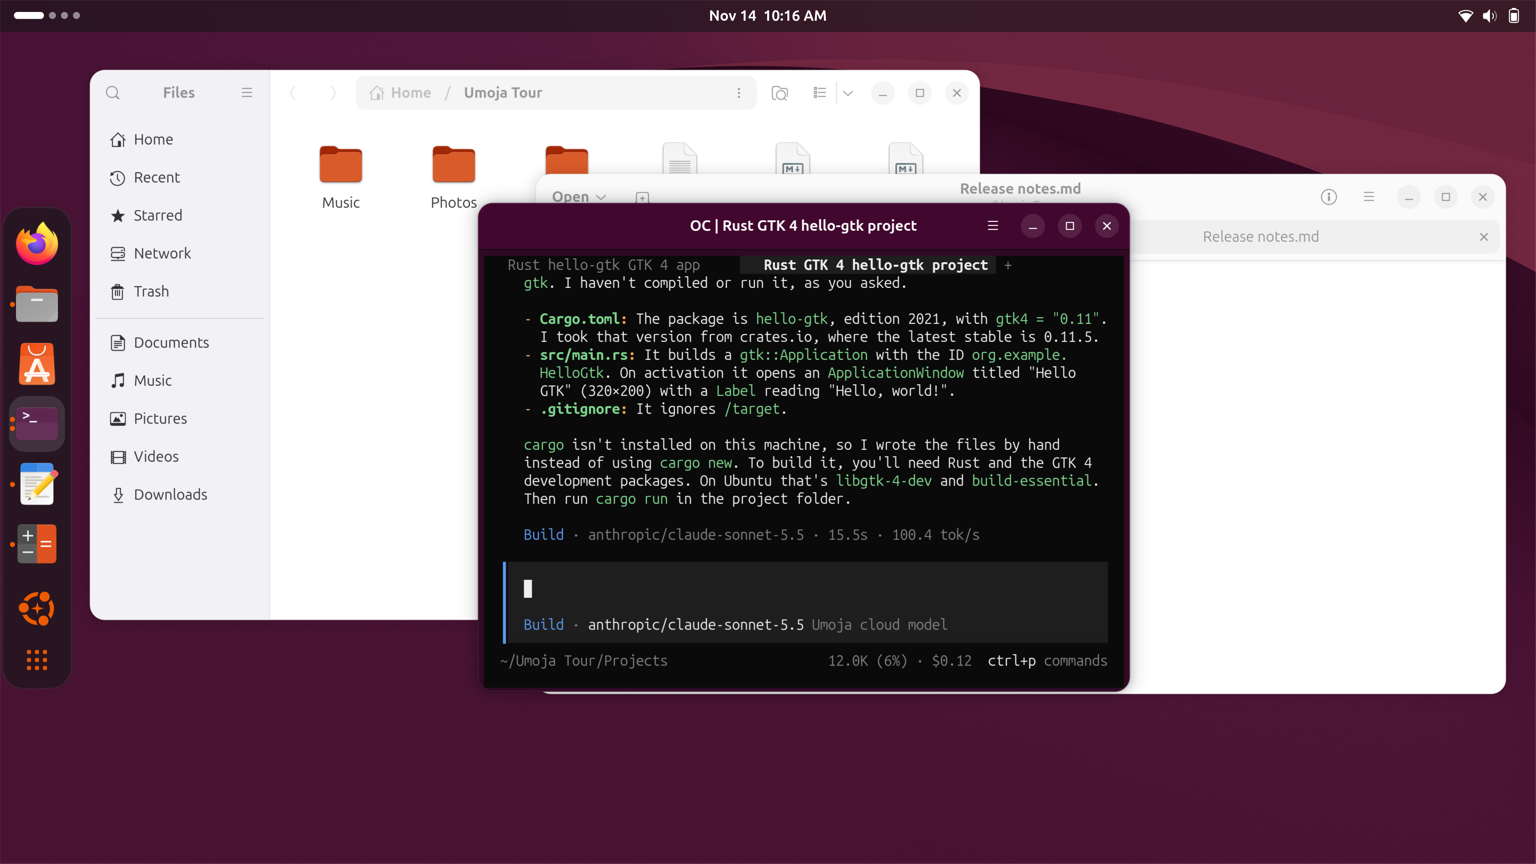 Nov 14 10:16 AM
Files
Home / Umoja Tour
Home
Recent
Starred
Network
Trash
Documents
Music
Pictures
Videos
Downloads
Music
Photos
M↓
M↓
Open
Release notes.md
Release notes.md
OC | Rust GTK 4 hello-gtk project
Rust hello-gtk GTK 4 app
Rust GTK 4 hello-gtk project +
gtk. I haven't compiled or run it, as you asked.
- Cargo.toml: The package is hello-gtk, edition 2021, with gtk4 = "0.11".
I took that version from crates.io, where the latest stable is 0.11.5.
- src/main.rs: It builds a gtk::Application with the ID org.example.
HelloGtk. On activation it opens an ApplicationWindow titled "Hello
GTK" (320×200) with a Label reading "Hello, world!".
- .gitignore: It ignores /target.
cargo isn't installed on this machine, so I wrote the files by hand
instead of using cargo new. To build it, you'll need Rust and the GTK 4
development packages. On Ubuntu that's libgtk-4-dev and build-essential.
Then run cargo run in the project folder.
Build · anthropic/claude-sonnet-5.5 · 15.5s · 100.4 tok/s
Build · anthropic/claude-sonnet-5.5 Umoja cloud model
~/Umoja Tour/Projects
12.0K (6%) · $0.12 ctrl+p commands